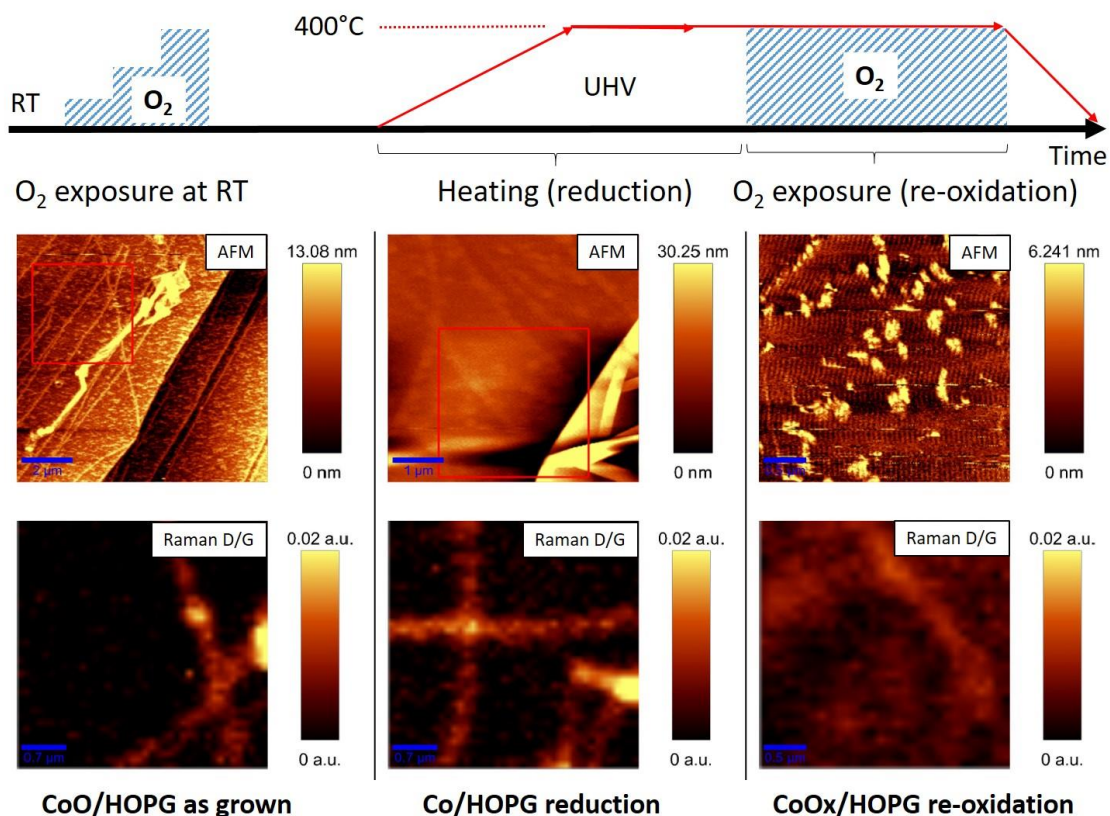 400°C
O₂
RT
UHV
O₂
Time
O₂ exposure at RT
Heating (reduction)
O₂ exposure (re-oxidation)
AFM
13.08 nm
0 nm
2 µm
AFM
30.25 nm
0 nm
1 µm
AFM
6.241 nm
0 nm
Raman D/G
0.02 a.u.
0 a.u.
0.7 µm
Raman D/G
0.02 a.u.
0 a.u.
0.7 µm
Raman D/G
0.02 a.u.
0 a.u.
0.5 µm
CoO/HOPG as grown
Co/HOPG reduction
CoOx/HOPG re-oxidation